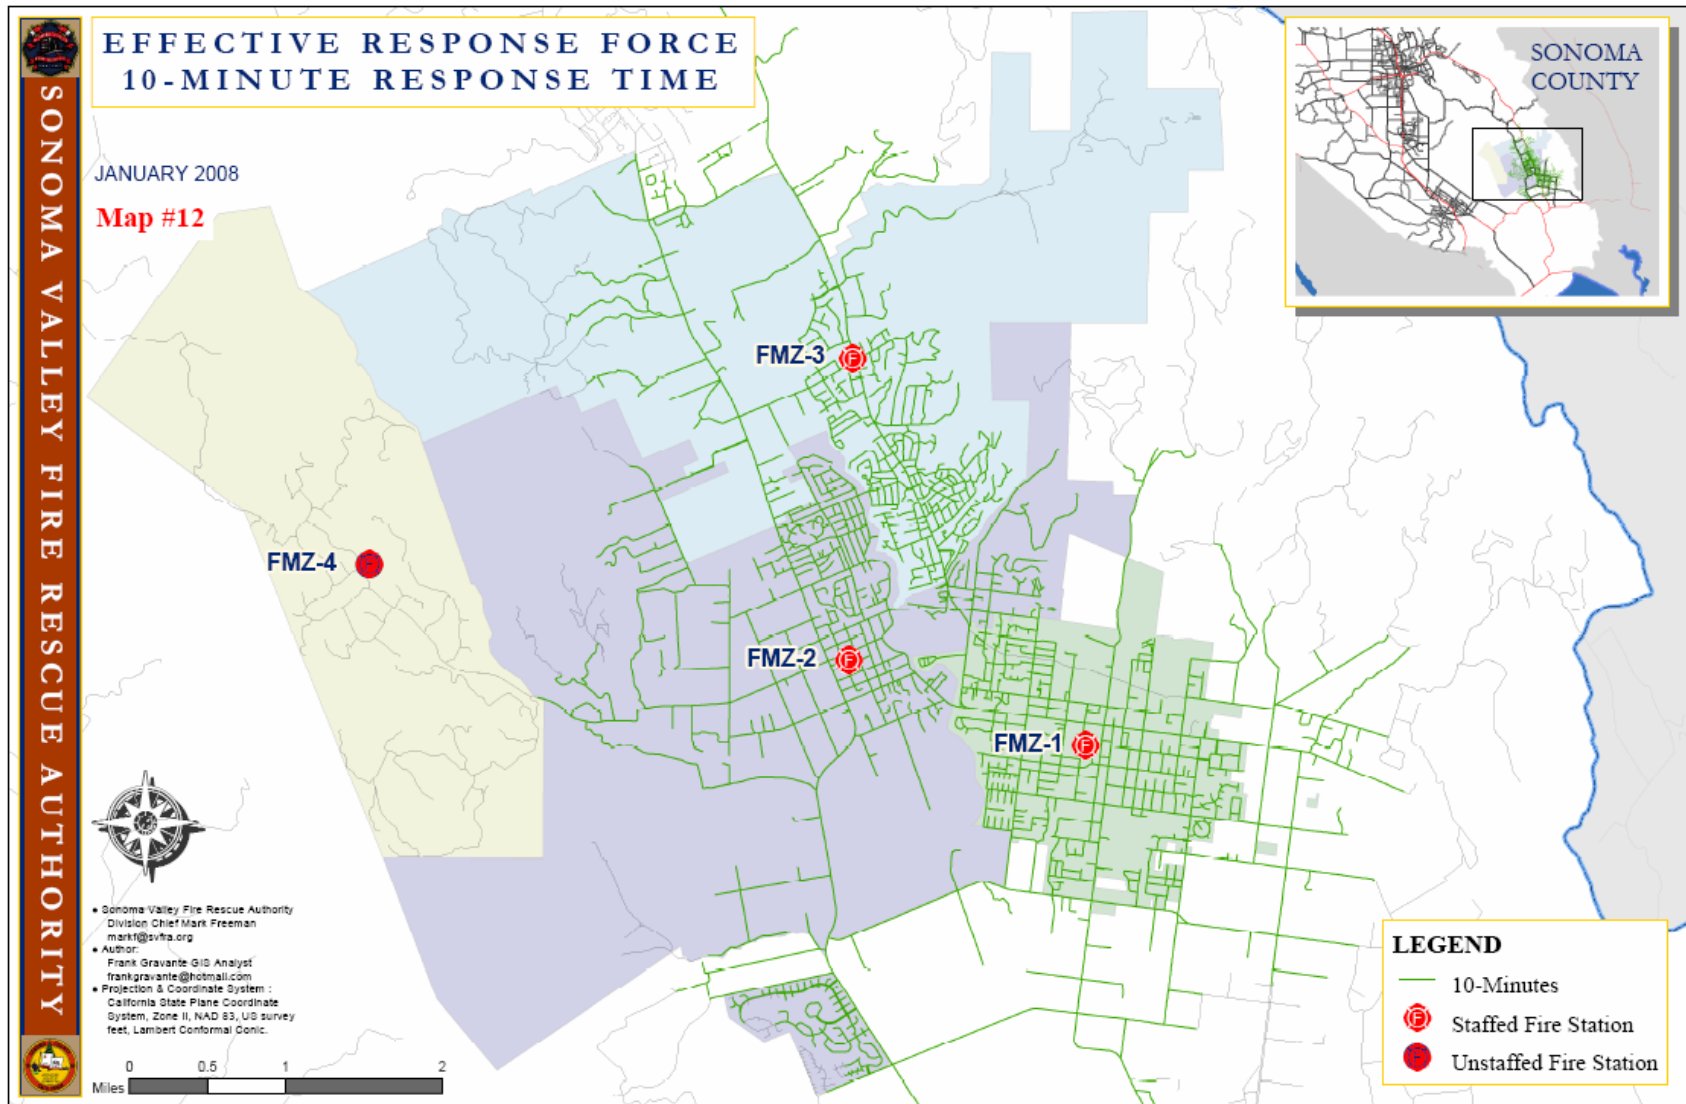 EFFECTIVE RESPONSE FORCE
10-MINUTE RESPONSE TIME
SONOMA VALLEY FIRE RESCUE AUTHORITY
JANUARY 2008
Map #12
SONOMA
COUNTY
FMZ-3
FMZ-4
FMZ-2
FMZ-1
• Sonoma Valley Fire Rescue Authority
Division Chief Mark Freeman
markf@svfra.org
• Author:
Frank Gravante GIS Analyst
frankgravante@hotmail.com
• Projection & Coordinate System :
California State Plane Coordinate
System, Zone II, NAD 83, US survey
feet, Lambert Conformal Conic.
0 0.5 1 2
Miles
LEGEND
10-Minutes
Staffed Fire Station
Unstaffed Fire Station